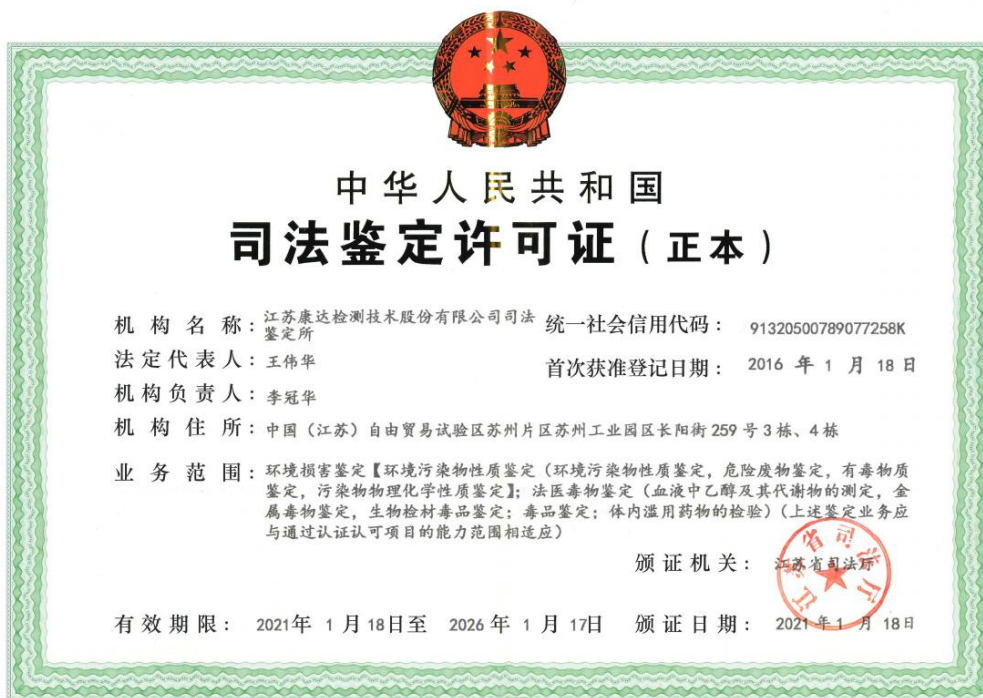 中华人民共和国
司法鉴定许可证（正本）
机构名称：江苏康达检测技术股份有限公司司法
鉴定所
统一社会信用代码：91320500789077258K
法定代表人：王伟华
首次获准登记日期：2016 年 1 月 18 日
机构负责人：李冠华
机构住所：中国（江苏）自由贸易试验区苏州片区苏州工业园区长阳街 259 号 3 栋、4 栋
业务范围：环境损害鉴定【环境污染物性质鉴定（环境污染物性质鉴定，危险废物鉴定，有毒物质
鉴定，污染物物理化学性质鉴定】；法医毒物鉴定（血液中乙醇及其代谢物的测定，金
属毒物鉴定，生物检材毒品鉴定；毒品鉴定；体内滥用药物的检验）（上述鉴定业务应
与通过认证认可项目的能力范围相适应）
颁证机关：江苏省司法厅
江苏省司法厅
有效期限：2021年 1 月 18日至 2026 年 1 月 17日
颁证日期：2021 年 1 月 18日